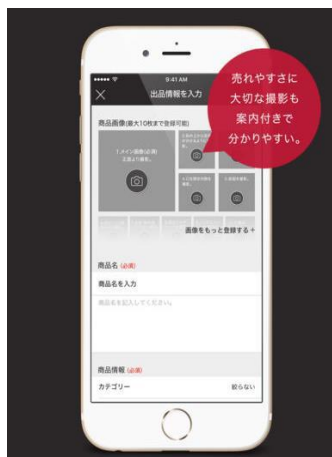 売れやすさに
大切な撮影も
案内付きで
分かりやすい。
9:41 AM
出品情報を入力
商品画像(最大10枚まで登録可能)
1.メイン画像(必須)
正面より撮影。
画像をもっと登録する +
商品名 (必須)
商品名を入力
商品名を記入してください。
商品情報 (必須)
カテゴリー
絞らない